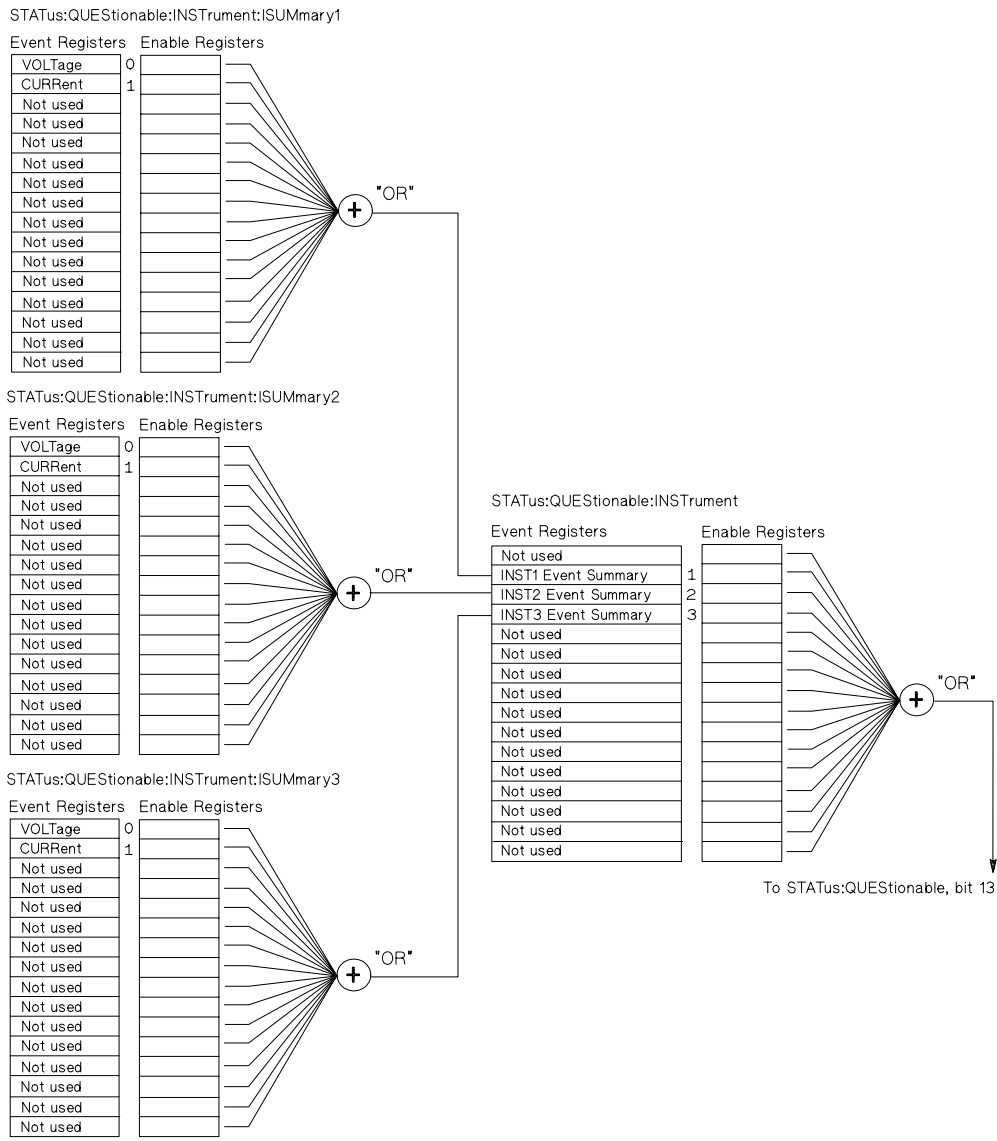 STATus:QUEStionable:INSTrument:ISUMmary1
Event Registers Enable Registers
VOLTage 0
CURRent 1
Not used
Not used
Not used
Not used
Not used
Not used
Not used
Not used
Not used
Not used
Not used
Not used
Not used
Not used
+ "OR"
STATus:QUEStionable:INSTrument:ISUMmary2
Event Registers Enable Registers
VOLTage 0
CURRent 1
Not used
Not used
Not used
Not used
Not used
Not used
Not used
Not used
Not used
Not used
Not used
Not used
Not used
Not used
+ "OR"
STATus:QUEStionable:INSTrument:ISUMmary3
Event Registers Enable Registers
VOLTage 0
CURRent 1
Not used
Not used
Not used
Not used
Not used
Not used
Not used
Not used
Not used
Not used
Not used
Not used
Not used
Not used
+ "OR"
STATus:QUEStionable:INSTrument
Event Registers Enable Registers
Not used
INST1 Event Summary 1
INST2 Event Summary 2
INST3 Event Summary 3
Not used
Not used
Not used
Not used
Not used
Not used
Not used
Not used
Not used
Not used
Not used
Not used
+ "OR"
To STATus:QUEStionable, bit 13